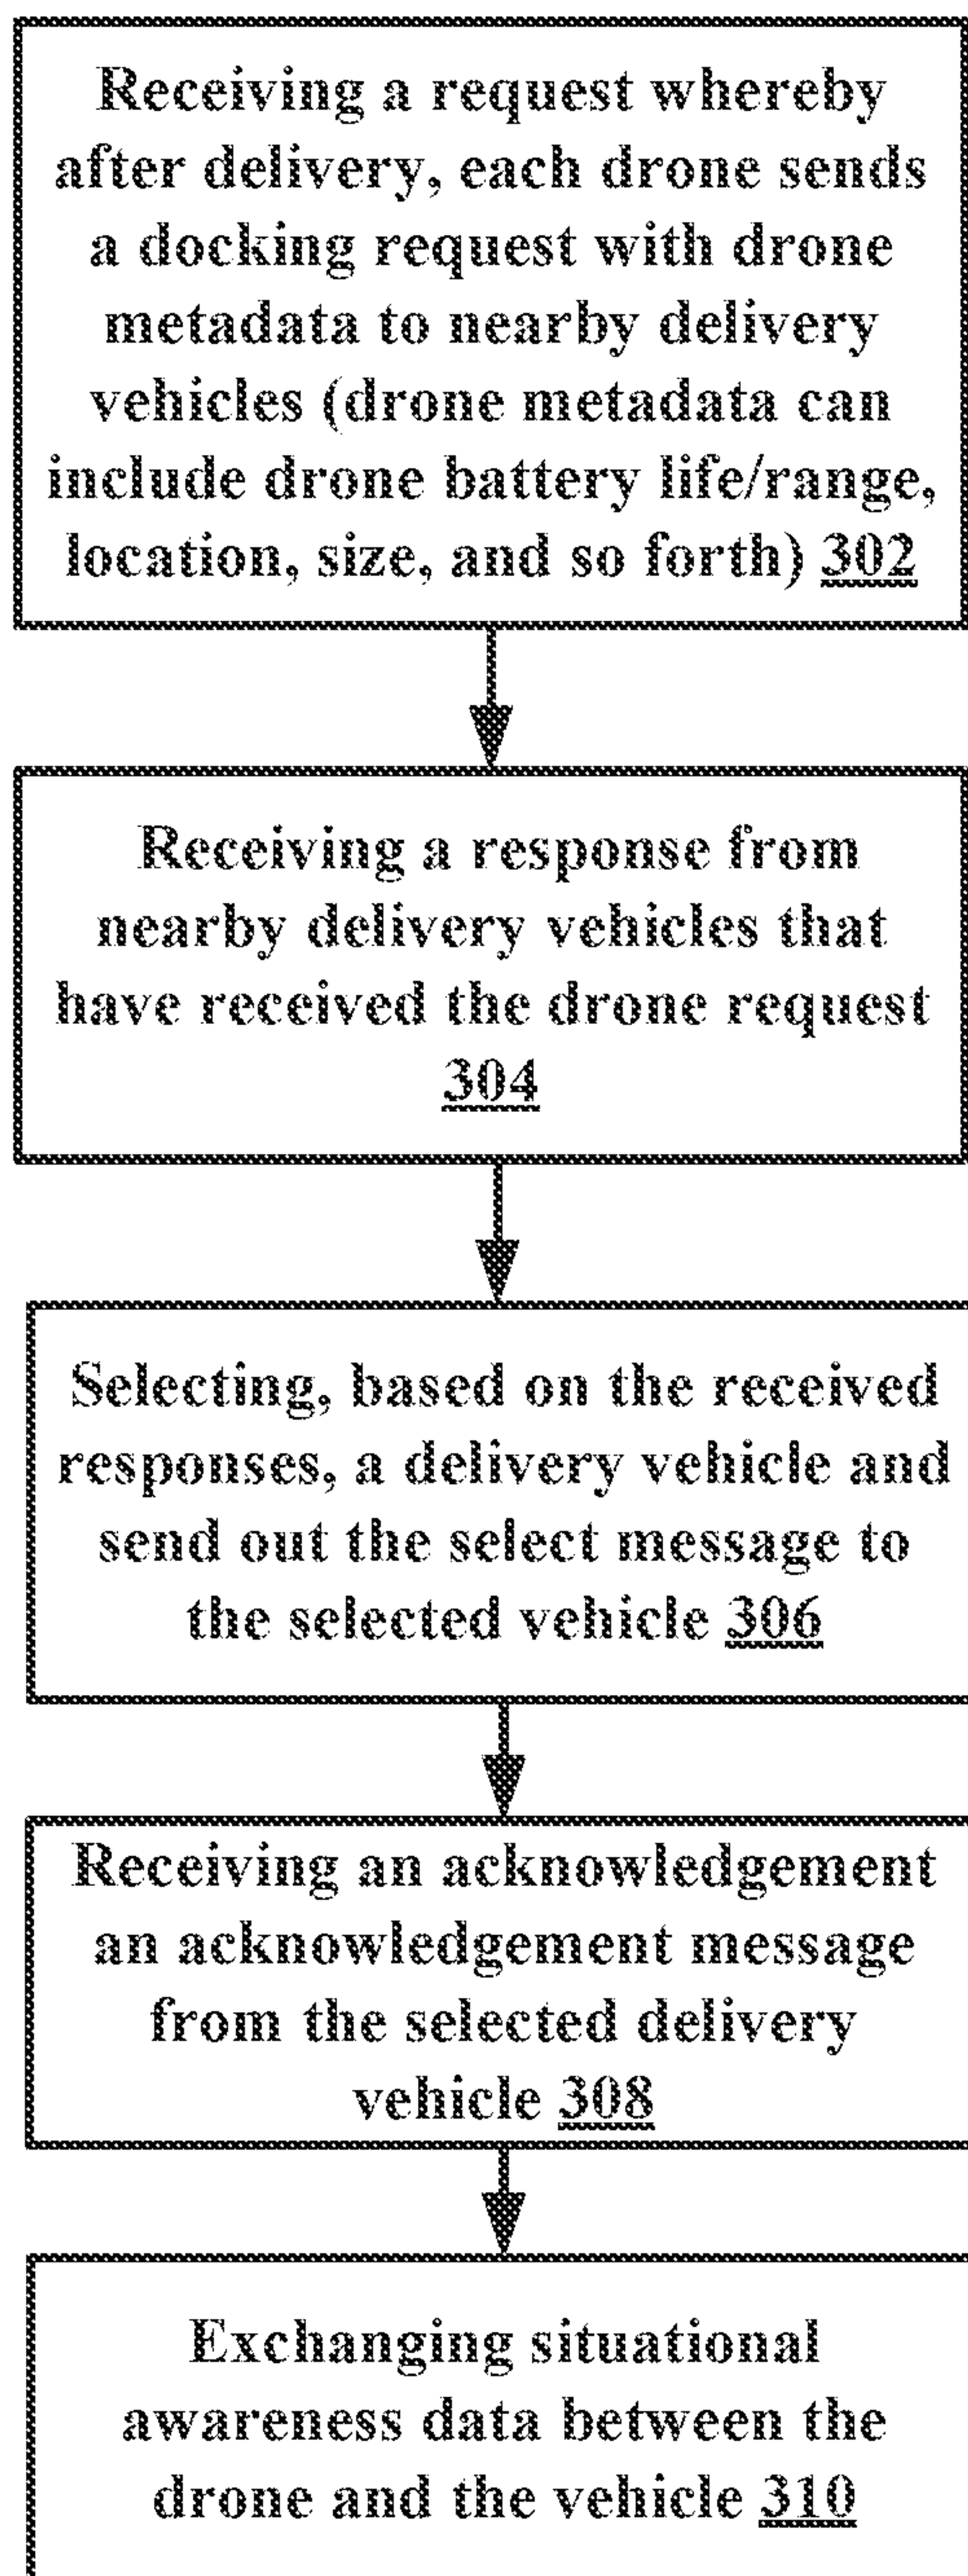 Receiving a request whereby
after delivery, each drone sends
a docking request with drone
metadata to nearby delivery
vehicles (drone metadata can
include drone battery life/range,
location, size, and so forth) 302
Receiving a response from
nearby delivery vehicles that
have received the drone request
304
Selecting, based on the received
responses, a delivery vehicle and
send out the select message to
the selected vehicle 306
Receiving an acknowledgement
an acknowledgement message
from the selected delivery
vehicle 308
Exchanging situational
awareness data between the
drone and the vehicle 310